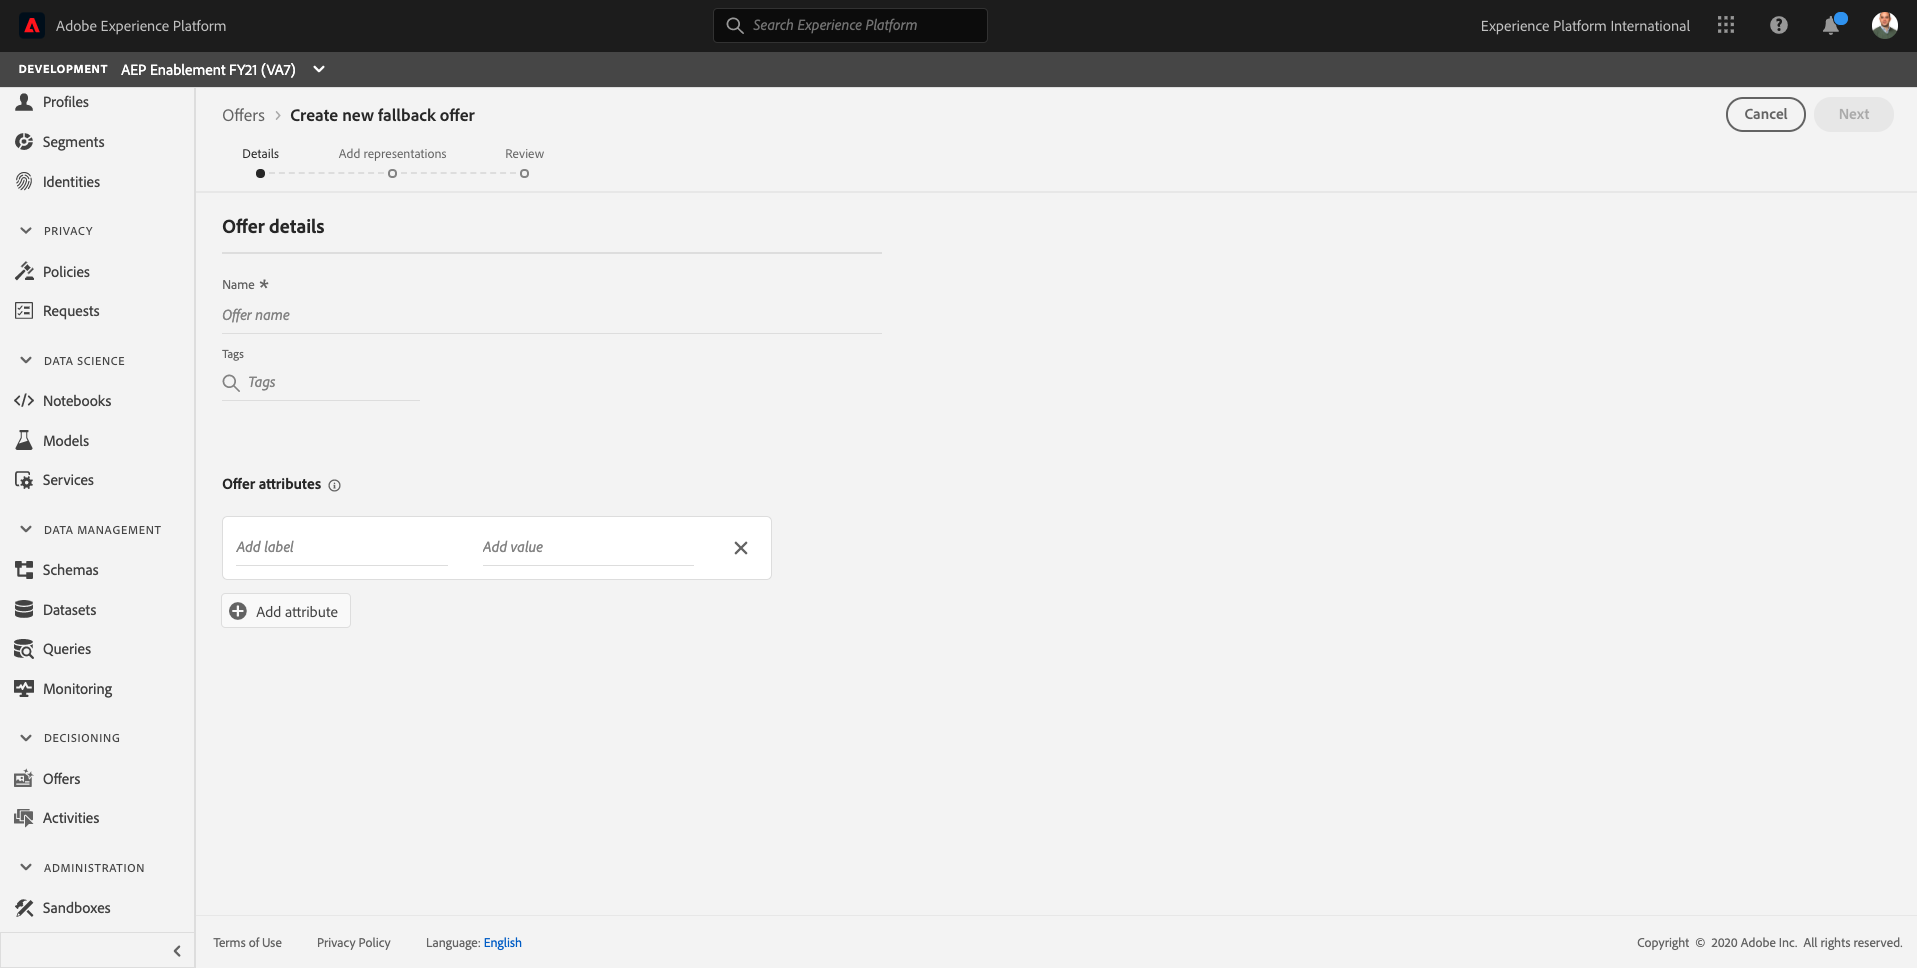 Adobe Experience Platform
Search Experience Platform
Experience Platform International
DEVELOPMENT AEP Enablement FY21 (VA7)
Profiles
Segments
Identities
PRIVACY
Policies
Requests
DATA SCIENCE
Notebooks
Models
Services
DATA MANAGEMENT
Schemas
Datasets
Queries
Monitoring
DECISIONING
Offers
Activities
ADMINISTRATION
Sandboxes
Offers > Create new fallback offer
Cancel
Next
Details Add representations Review
Offer details
Name *
Offer name
Tags
Tags
Offer attributes
Add label Add value
Add attribute
Terms of Use Privacy Policy Language: English
Copyright © 2020 Adobe Inc. All rights reserved.